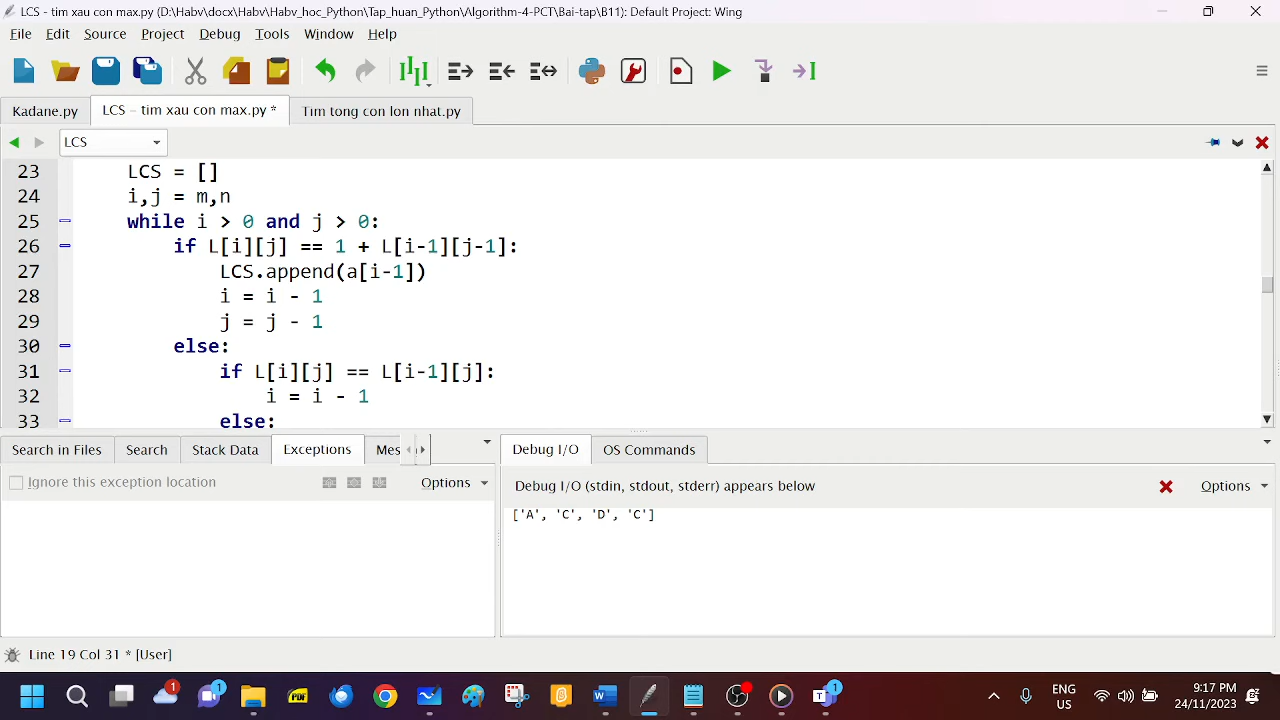 LCS - tim xau con max.py (D:\Habv\docx\Habv\Habv_hoc_Python\Tap_huan_Python\Algorithm-4-PCT\Bai-tap\B11): Default Project: Wing
File Edit Source Project Debug Tools Window Help
Kadane.py LCS – tim xau con max.py * Tim tong con lon nhat.py
LCS
23 LCS = []
24 i,j = m,n
25 while i > 0 and j > 0:
26 if L[i][j] == 1 + L[i-1][j-1]:
27 LCS.append(a[i-1])
28 i = i - 1
29 j = j - 1
30 else:
31 if L[i][j] == L[i-1][j]:
32 i = i - 1
33 else:
Search in Files Search Stack Data Exceptions Mes
Ignore this exception location Options
Debug I/O OS Commands
Debug I/O (stdin, stdout, stderr) appears below Options
['A', 'C', 'D', 'C']
Line 19 Col 31 * [User]
1
1
PDF
1
ENG
US
9:17 PM
24/11/2023